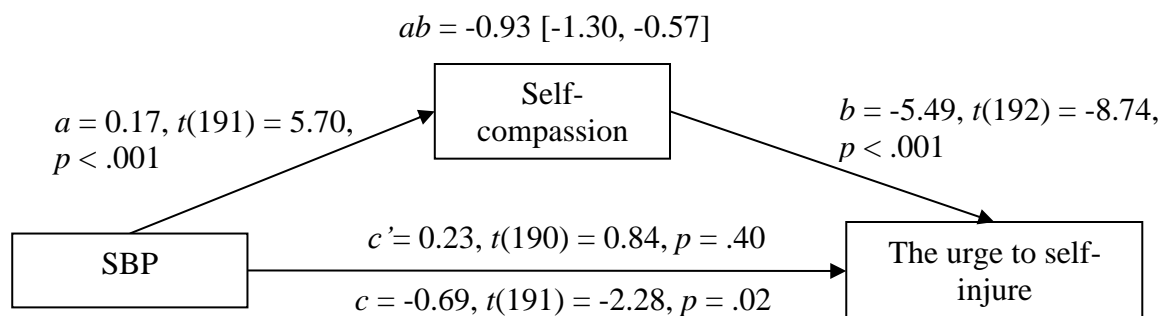 ab = -0.93 [-1.30, -0.57]
Self-
compassion
a = 0.17, t(191) = 5.70,
p < .001
b = -5.49, t(192) = -8.74,
p < .001
SBP
c’= 0.23, t(190) = 0.84, p = .40
c = -0.69, t(191) = -2.28, p = .02
The urge to self-
injure